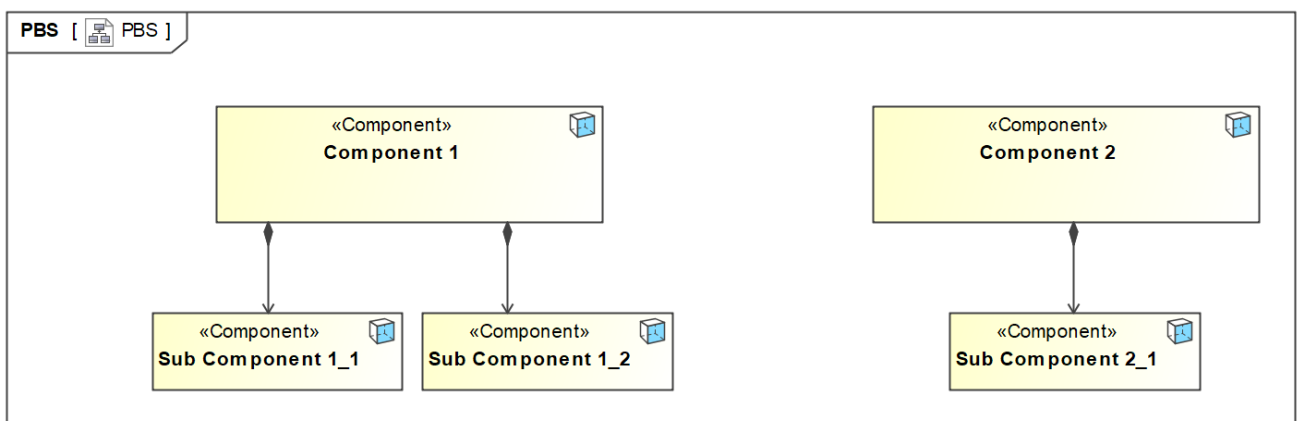 PBS [ PBS ]
«Component»
Component 1
«Component»
Component 2
«Component»
Sub Component 1_1
«Component»
Sub Component 1_2
«Component»
Sub Component 2_1